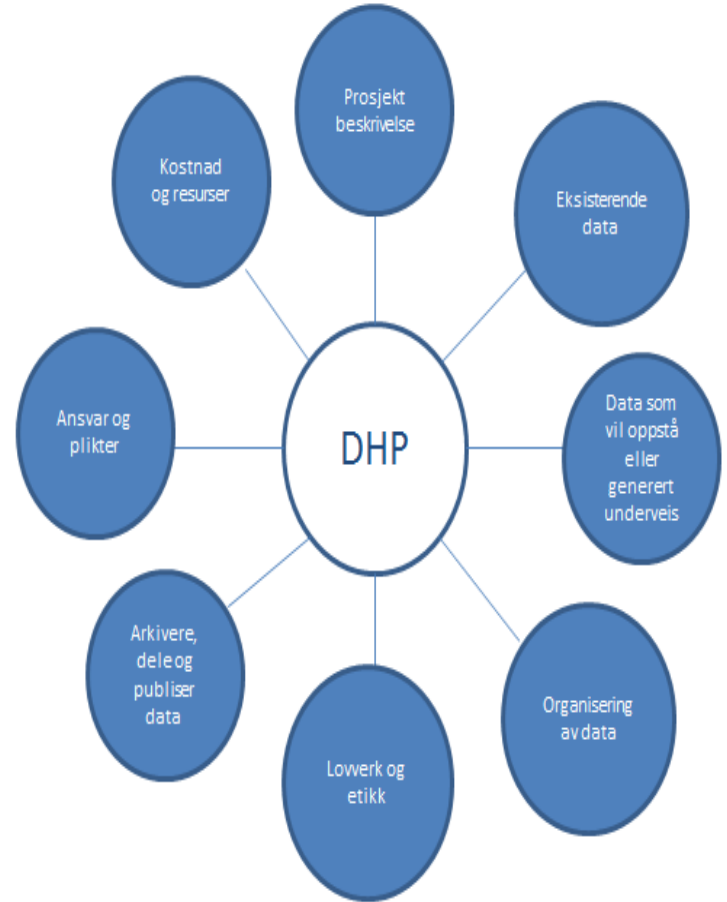 Prosjekt
beskrivelse
Kostnad
og resurser
Eksisterende
data
Ansvar og
plikter
DHP
Data som
vil oppstå
eller
generert
underveis
Arkivere,
dele og
publiser
data
Organisering
av data
Lovverk og
etikk